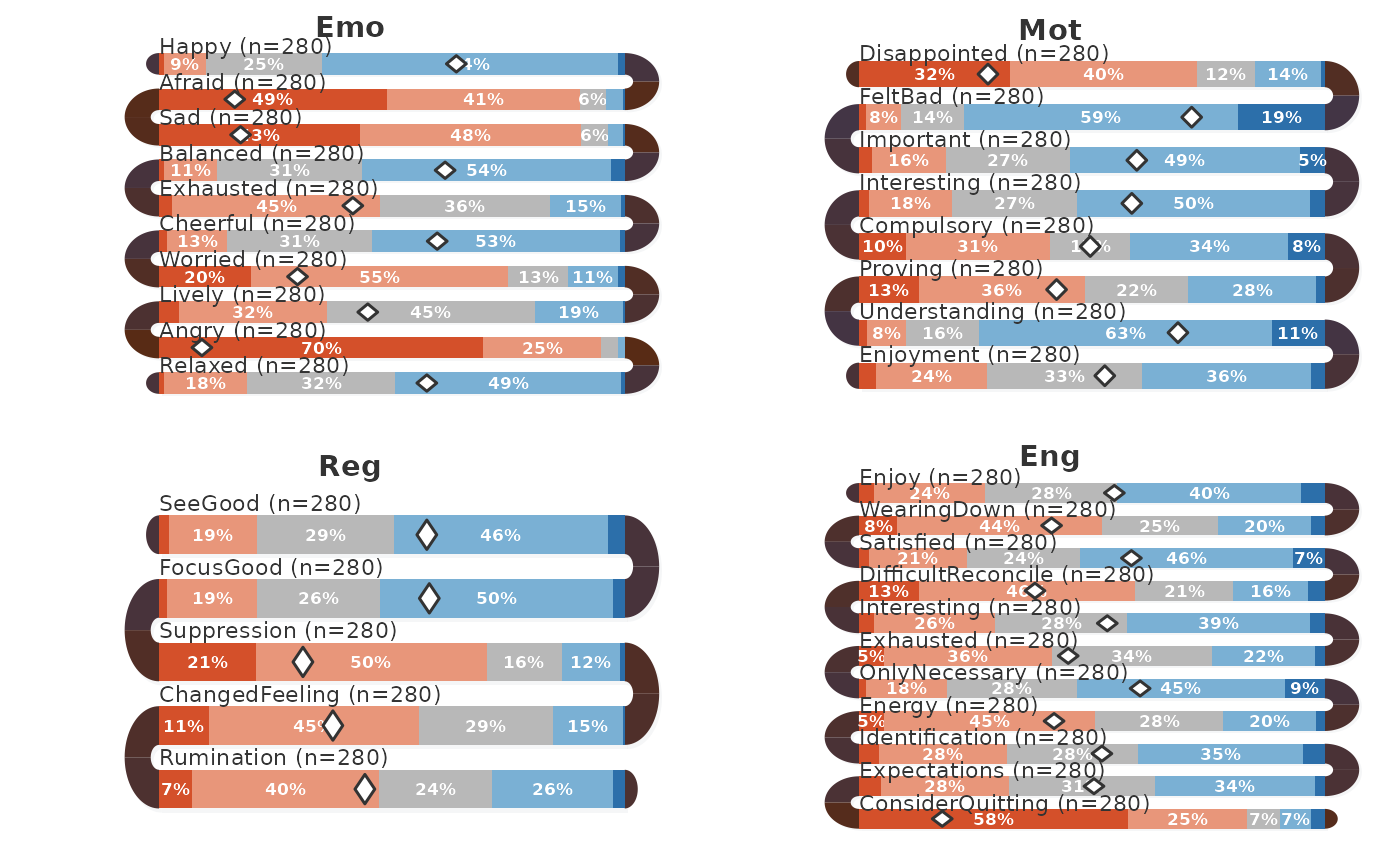 Emo
Happy (n=280)
9% 25%
Afraid (n=280)
49% 41% 6%
Sad (n=280)
48% 6%
Balanced (n=280)
11% 31% 54%
Exhausted (n=280)
45% 36% 15%
Cheerful (n=280)
13% 31% 53%
Worried (n=280)
20% 55% 13% 11%
Lively (n=280)
32% 45% 19%
Angry (n=280)
70% 25%
Relaxed (n=280)
18% 32% 49%
Mot
Disappointed (n=280)
32% 40% 12% 14%
FeltBad (n=280)
8% 14% 59% 19%
Important (n=280)
16% 27% 49% 5%
Interesting (n=280)
18% 27% 50%
Compulsory (n=280)
10% 31% 34% 8%
Proving (n=280)
13% 36% 22% 28%
Understanding (n=280)
8% 16% 63% 11%
Enjoyment (n=280)
24% 33% 36%
Reg
SeeGood (n=280)
19% 29% 46%
FocusGood (n=280)
19% 26% 50%
Suppression (n=280)
21% 50% 16% 12%
ChangedFeeling (n=280)
11% 45% 29% 15%
Rumination (n=280)
7% 40% 24% 26%
Eng
Enjoy (n=280)
24% 28% 40%
WearingDown (n=280)
8% 44% 25% 20%
Satisfied (n=280)
21% 24% 46% 7%
DifficultReconcile (n=280)
13% 21% 16%
Interesting (n=280)
26% 28% 39%
Exhausted (n=280)
5% 36% 34% 22%
OnlyNecessary (n=280)
18% 28% 45% 9%
Energy (n=280)
5% 45% 28% 20%
Identification (n=280)
28% 28% 35%
Expectations (n=280)
28% 34%
ConsiderQuitting (n=280)
58% 25% 7% 7%